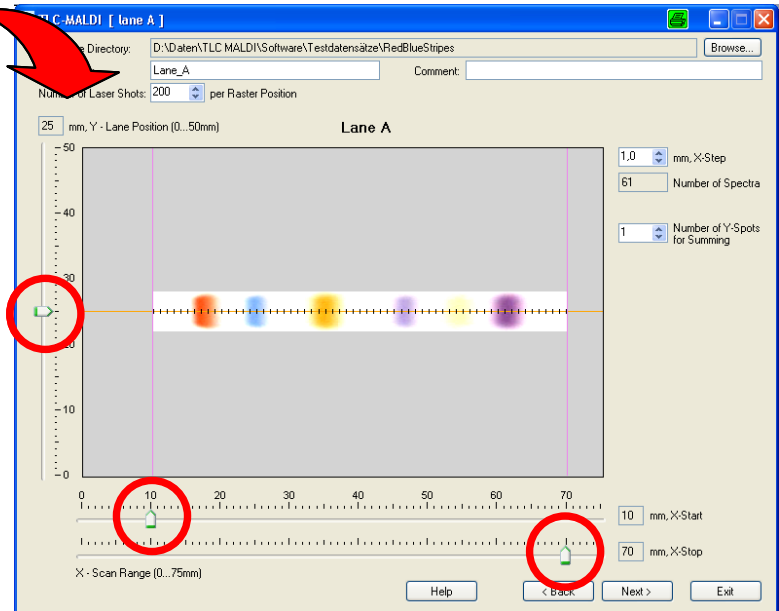 TLC-MALDI [ lane A ]
Directory: D:\Daten\TLC MALDI\Software\Testdatensätze\RedBlueStripes Browse...
Lane_A Comment:
Number of Laser Shots: 200 per Raster Position
25 mm, Y - Lane Position (0...50mm) Lane A
50
40
30
20
10
0
1,0 mm, X-Step
61 Number of Spectra
1 Number of Y-Spots
for Summing
0 10 20 30 40 50 60 70
10 mm, X-Start
70 mm, X-Stop
X - Scan Range (0...75mm)
Help < Back Next > Exit